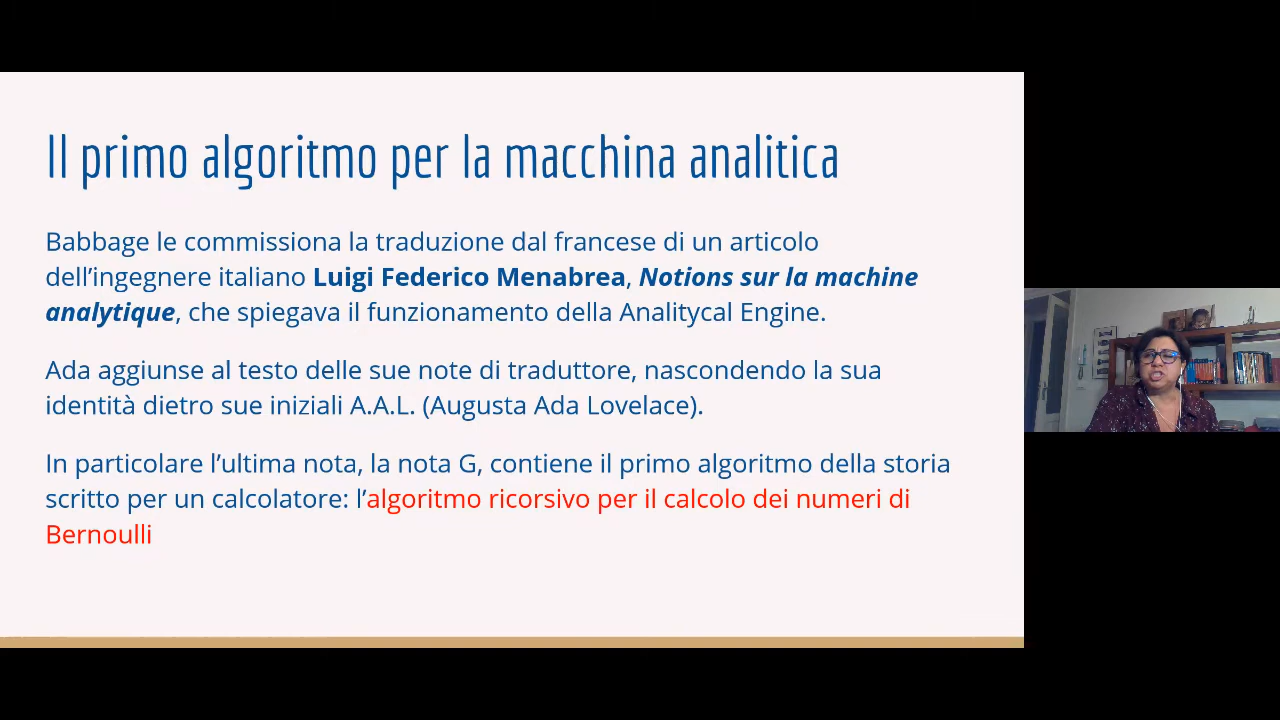 Il primo algoritmo per la macchina analitica
Babbage le commissiona la traduzione dal francese di un articolo
dell’ingegnere italiano Luigi Federico Menabrea, Notions sur la machine
analytique, che spiegava il funzionamento della Analitycal Engine.
Ada aggiunse al testo delle sue note di traduttore, nascondendo la sua
identità dietro sue iniziali A.A.L. (Augusta Ada Lovelace).
In particolare l’ultima nota, la nota G, contiene il primo algoritmo della storia
scritto per un calcolatore: l’algoritmo ricorsivo per il calcolo dei numeri di
Bernoulli